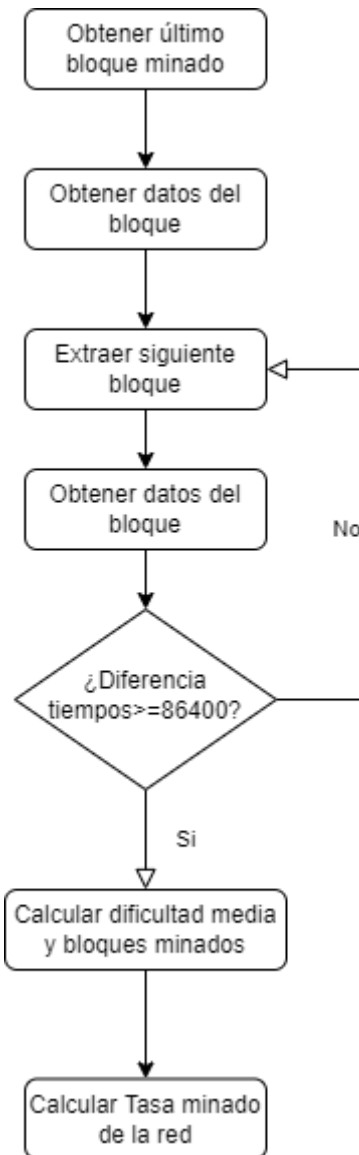 Obtener último
bloque minado
Obtener datos del
bloque
Extraer siguiente
bloque
Obtener datos del
bloque
No
¿Diferencia
tiempos>=86400?
Si
Calcular dificultad media
y bloques minados
Calcular Tasa minado
de la red